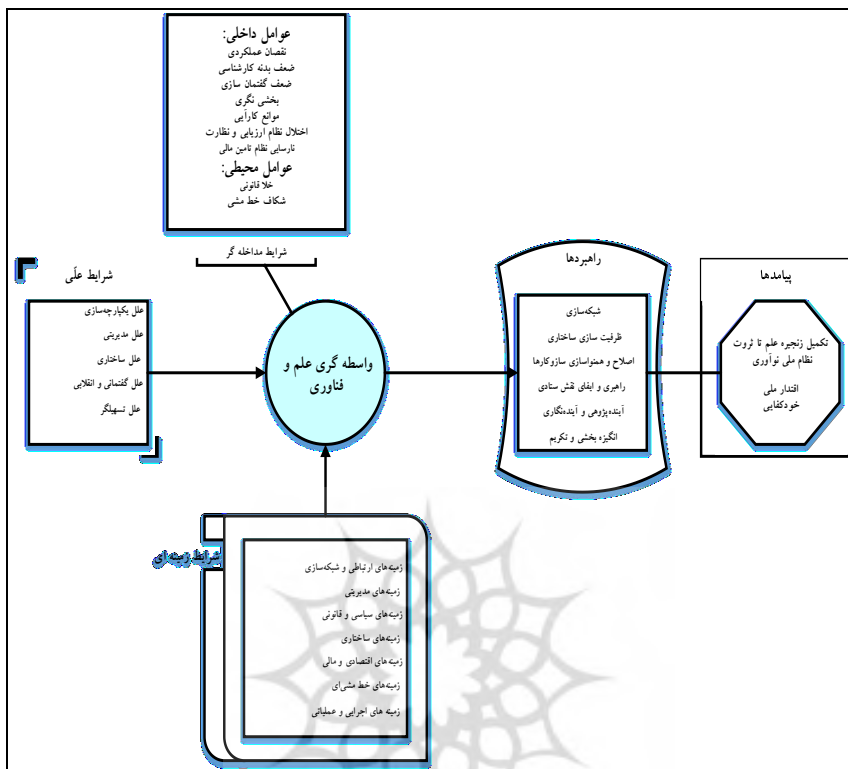 عوامل داخلی:
نقصان عملکردی
ضعف بدنه کارشناسی
ضعف گفتمان سازی
بخشی نگری
موانع کارآیی
اختلال نظام ارزیابی و نظارت
نارسایی نظام تامین مالی
عوامل محیطی:
خلا قانونی
شکاف خط مشی
شرایط مداخله گر
پیامدها
تکمیل زنجیره علم تا ثروت
نظام ملی نوآوری
اقتدار ملی
خودکفایی
راهبردها
شبکه‌سازی
ظرفیت سازی ساختاری
اصلاح و همنواسازی سازوکارها
راهبری و ایفای نقش ستادی
آینده‌پژوهی و آینده‌نگاری
انگیزه بخشی و تکریم
واسطه گری علم و
فناوری
شرایط علّی
علل یکپارچه‌سازی
علل مدیریتی
علل ساختاری
علل گفتمانی و انقلابی
علل تسهیلگر
شرایط زمینه‌ای
زمینه‌های ارتباطی و شبکه‌سازی
زمینه‌های مدیریتی
زمینه‌های سیاسی و قانونی
زمینه‌های ساختاری
زمینه‌های اقتصادی و مالی
زمینه‌های خط مشی‌ای
زمینه های اجرایی و عملیاتی